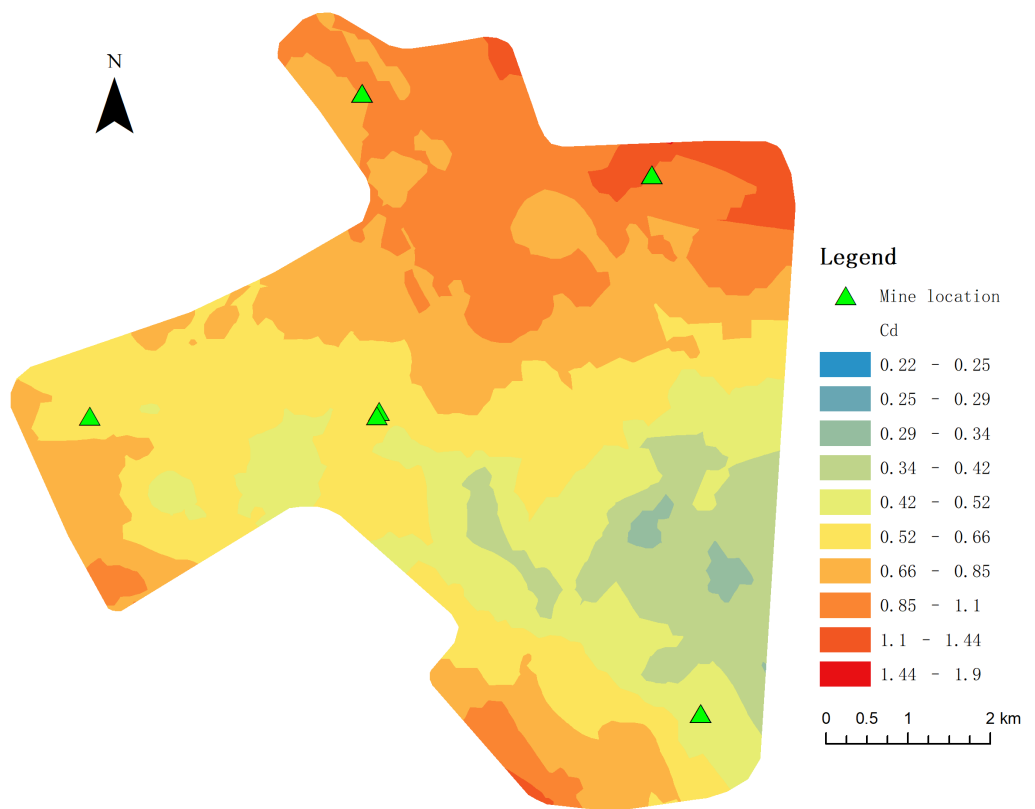 N
Legend
Mine location
Cd
0.22 - 0.25
0.25 - 0.29
0.29 - 0.34
0.34 - 0.42
0.42 - 0.52
0.52 - 0.66
0.66 - 0.85
0.85 - 1.1
1.1 - 1.44
1.44 - 1.9
0 0.5 1 2 km